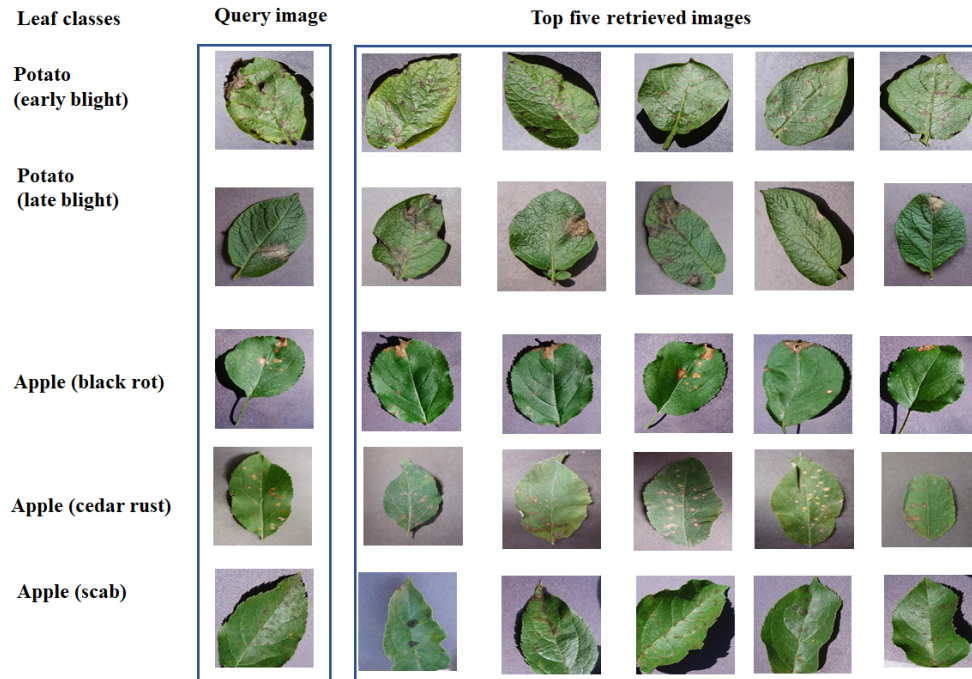 Leaf classes
Query image
Top five retrieved images
Potato
(early blight)
Potato
(late blight)
Apple (black rot)
Apple (cedar rust)
Apple (scab)